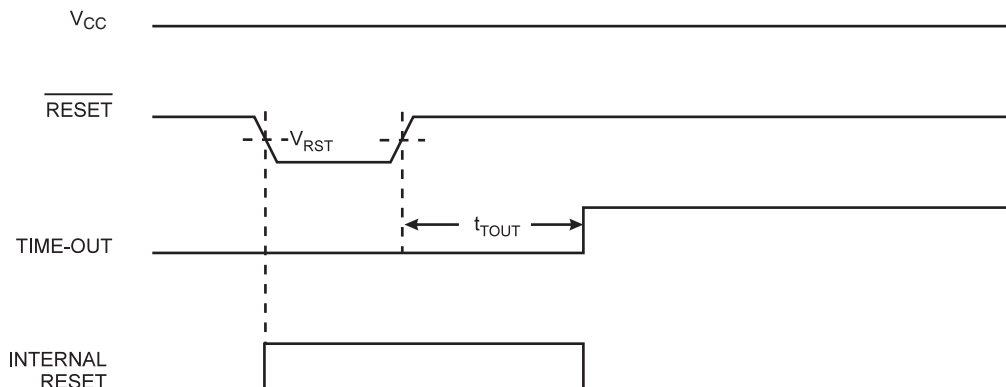 VCC
RESET
VRST
tTOUT
TIME-OUT
INTERNAL
RESET